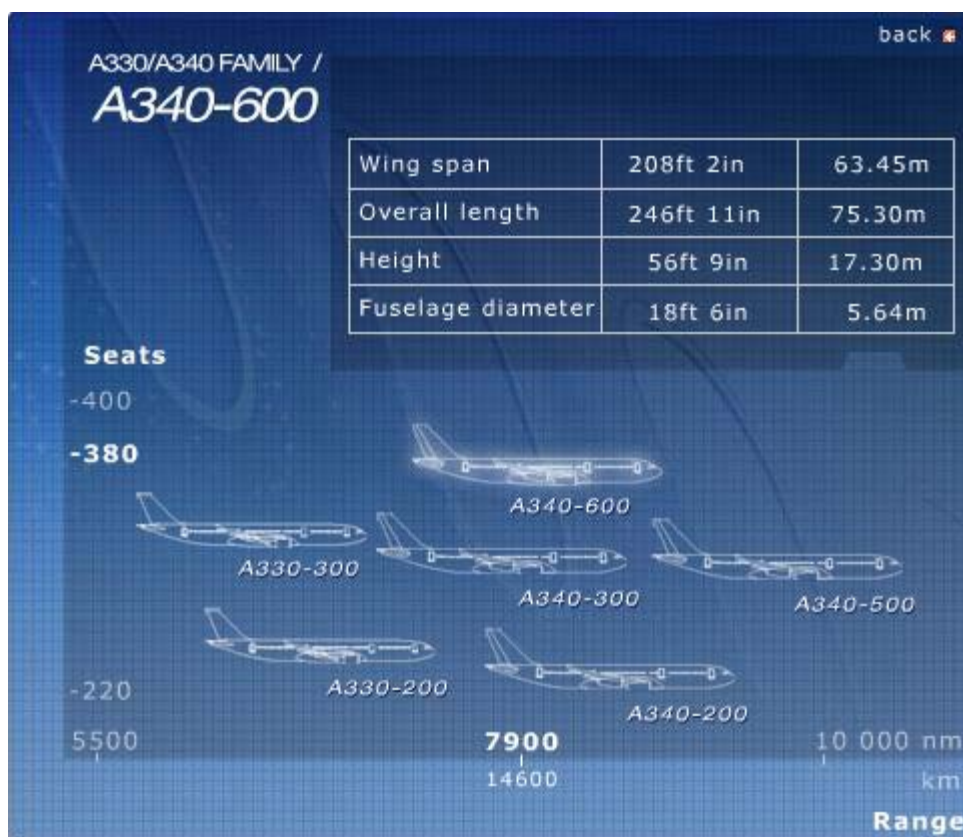 back
A330/A340 FAMILY /
A340-600
Wing span 208ft 2in 63.45m
Overall length 246ft 11in 75.30m
Height 56ft 9in 17.30m
Fuselage diameter 18ft 6in 5.64m
Seats
-400
-380
A340-600
A330-300
A340-300
A340-500
A330-200
-220
A340-200
5500 7900 10 000 nm
14600 km
Range